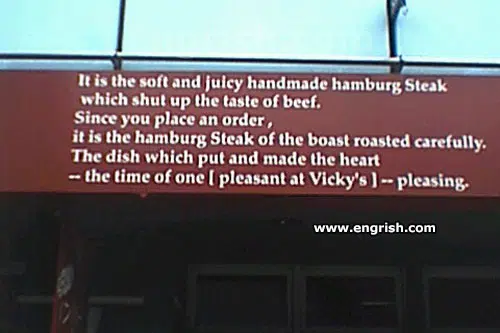 It is the soft and juicy handmade hamburg Steak
which shut up the taste of beef.
Since you place an order ,
it is the hamburg Steak of the boast roasted carefully.
The dish which put and made the heart
-- the time of one [ pleasant at Vicky's ] -- pleasing.
www.engrish.com